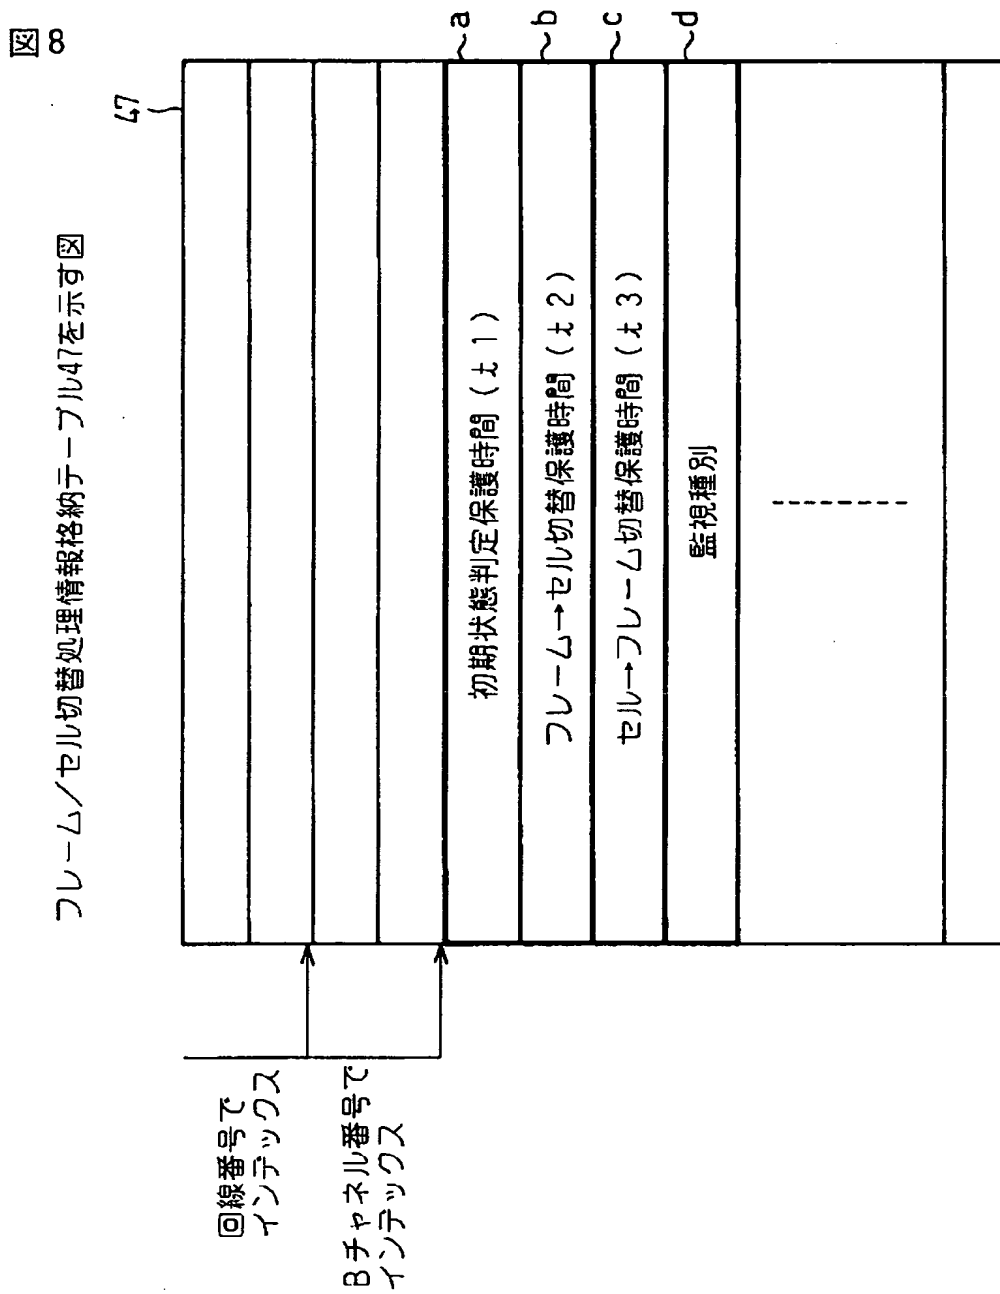 図8
フレーム／セル切替処理情報格納テーブル47を示す図
47
回線番号で
インデックス
Bチャネル番号で
インデックス
初期状態判定保護時間(t1)
a
フレーム→セル切替保護時間(t2)
b
セル→フレーム切替保護時間(t3)
c
監視種別
d